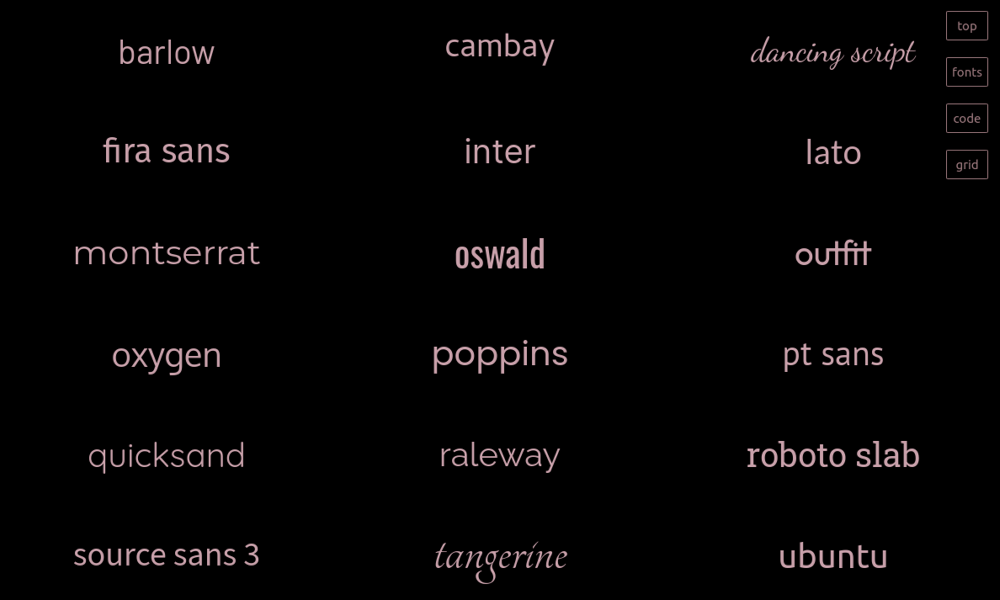 barlow
cambay
dancing script
fira sans
inter
lato
montserrat
oswald
outfit
oxygen
poppins
pt sans
quicksand
raleway
roboto slab
source sans 3
tangerine
ubuntu
top
fonts
code
grid